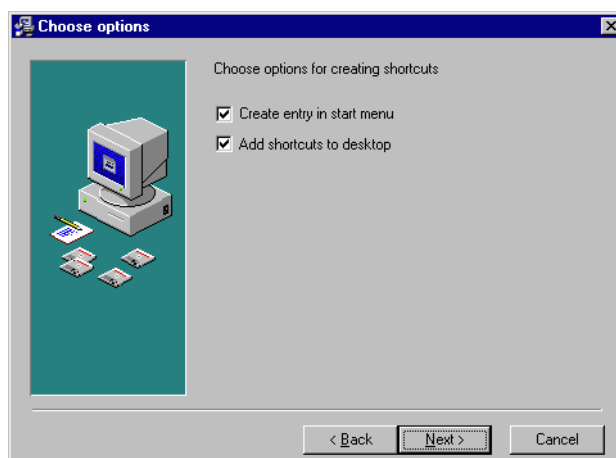 Choose options
Choose options for creating shortcuts
Create entry in start menu
Add shortcuts to desktop
< Back
Next >
Cancel